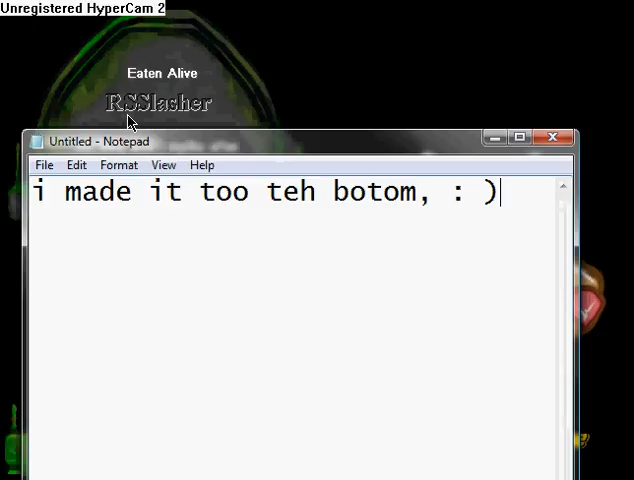 Unregistered HyperCam 2
Eaten Alive
RSSlasher
Untitled - Notepad
File Edit Format View Help
i made it too teh botom, : )